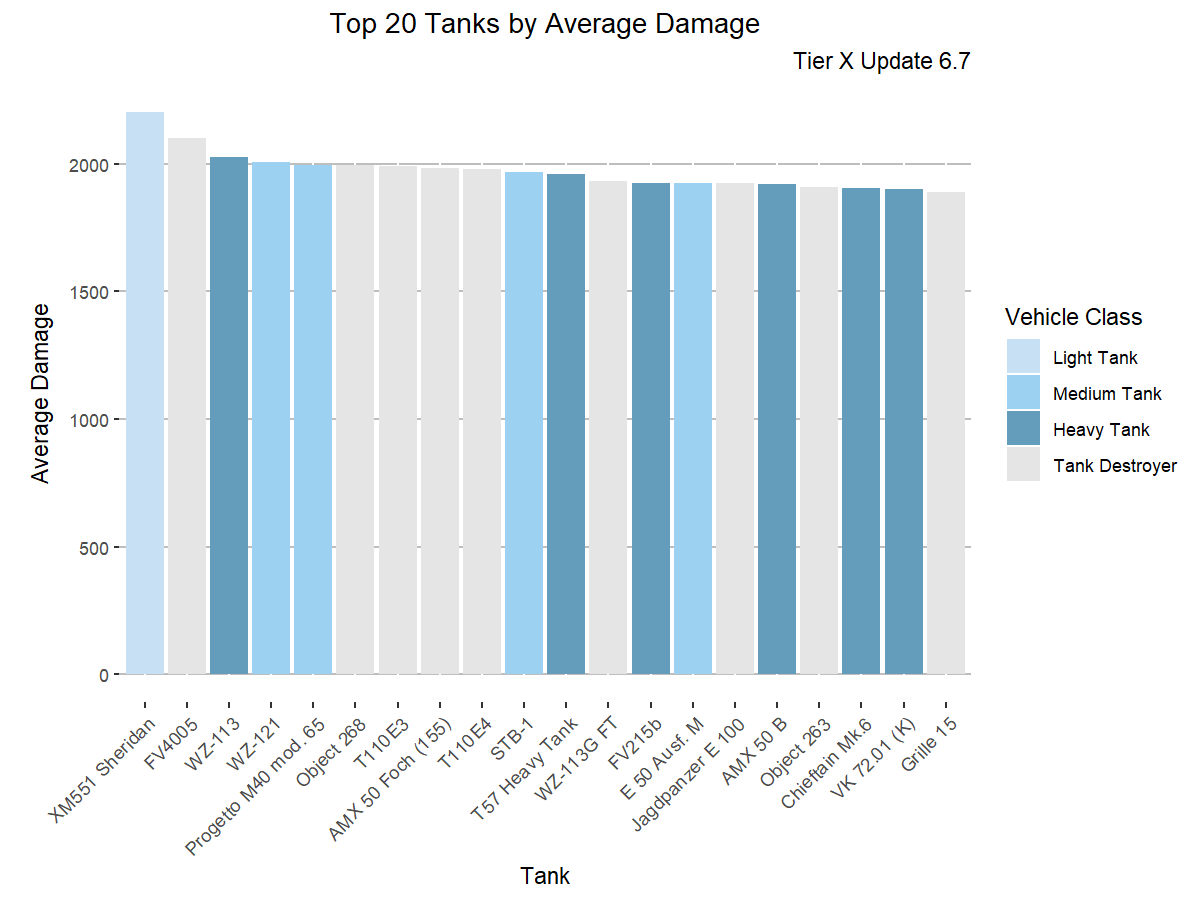 Top 20 Tanks by Average Damage
Tier X Update 6.7
Average Damage
2000
1500
1000
500
0
XM551 Sheridan
FV4005
WZ-113
WZ-121
Progetto M40 mod. 65
Object 268
T110E3
AMX 50 Foch (155)
T110E4
STB-1
T57 Heavy Tank
WZ-113G FT
FV215b
E 50 Ausf. M
Jagdpanzer E 100
AMX 50 B
Object 263
Chieftain Mk.6
VK 72.01 (K)
Grille 15
Tank
Vehicle Class
Light Tank
Medium Tank
Heavy Tank
Tank Destroyer